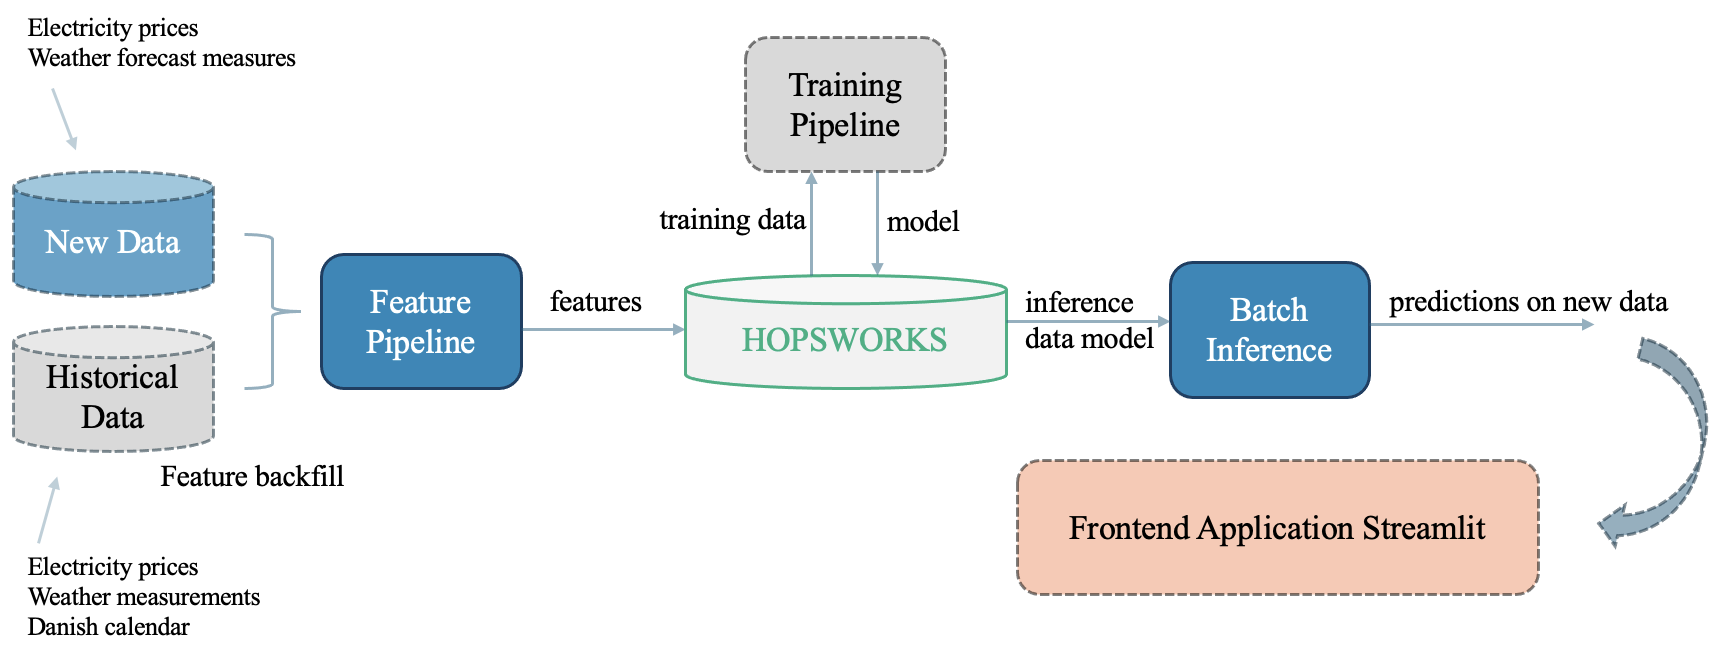 Electricity prices
Weather forecast measures
New Data
Historical
Data
Feature backfill
Electricity prices
Weather measurements
Danish calendar
Feature
Pipeline
features
Training
Pipeline
training data
model
HOPSWORKS
inference
data model
Batch
Inference
predictions on new data
Frontend Application Streamlit